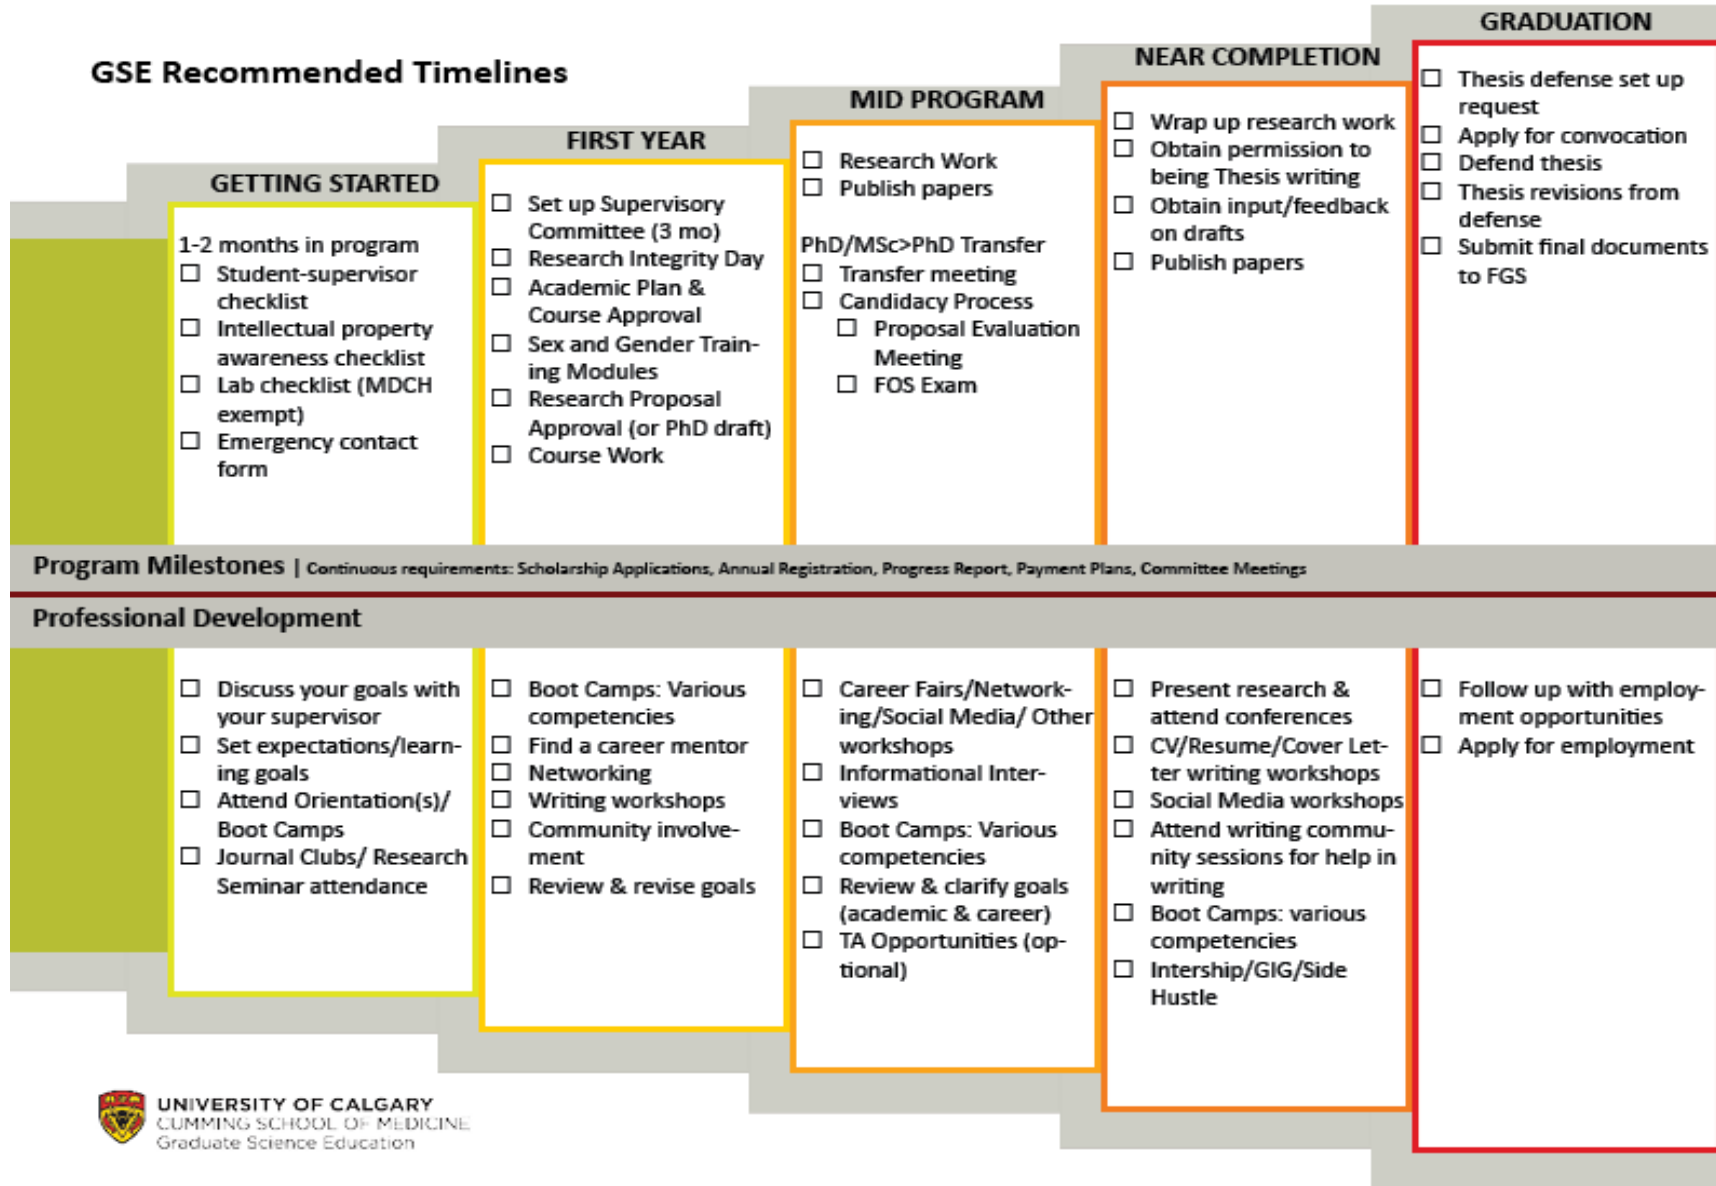 GSE Recommended Timelines
GETTING STARTED
1-2 months in program
☐ Student-supervisor
checklist
☐ Intellectual property
awareness checklist
☐ Lab checklist (MDCH
exempt)
☐ Emergency contact
form
FIRST YEAR
☐ Set up Supervisory
Committee (3 mo)
☐ Research Integrity Day
☐ Academic Plan &
Course Approval
☐ Sex and Gender Train-
ing Modules
☐ Research Proposal
Approval (or PhD draft)
☐ Course Work
MID PROGRAM
☐ Research Work
☐ Publish papers
PhD/MSc>PhD Transfer
☐ Transfer meeting
☐ Candidacy Process
☐ Proposal Evaluation
Meeting
☐ FOS Exam
NEAR COMPLETION
☐ Wrap up research work
☐ Obtain permission to
being Thesis writing
☐ Obtain input/feedback
on drafts
☐ Publish papers
GRADUATION
☐ Thesis defense set up
request
☐ Apply for convocation
☐ Defend thesis
☐ Thesis revisions from
defense
☐ Submit final documents
to FGS
Program Milestones | Continuous requirements: Scholarship Applications, Annual Registration, Progress Report, Payment Plans, Committee Meetings
Professional Development
☐ Discuss your goals with
your supervisor
☐ Set expectations/learn-
ing goals
☐ Attend Orientation(s)/
Boot Camps
☐ Journal Clubs/ Research
Seminar attendance
☐ Boot Camps: Various
competencies
☐ Find a career mentor
☐ Networking
☐ Writing workshops
☐ Community involve-
ment
☐ Review & revise goals
☐ Career Fairs/Network-
ing/Social Media/ Other
workshops
☐ Informational Inter-
views
☐ Boot Camps: Various
competencies
☐ Review & clarify goals
(academic & career)
☐ TA Opportunities (op-
tional)
☐ Present research &
attend conferences
☐ CV/Resume/Cover Let-
ter writing workshops
☐ Social Media workshops
☐ Attend writing commu-
nity sessions for help in
writing
☐ Boot Camps: various
competencies
☐ Intership/GIG/Side
Hustle
☐ Follow up with employ-
ment opportunities
☐ Apply for employment
UNIVERSITY OF CALGARY
CUMMING SCHOOL OF MEDICINE
Graduate Science Education